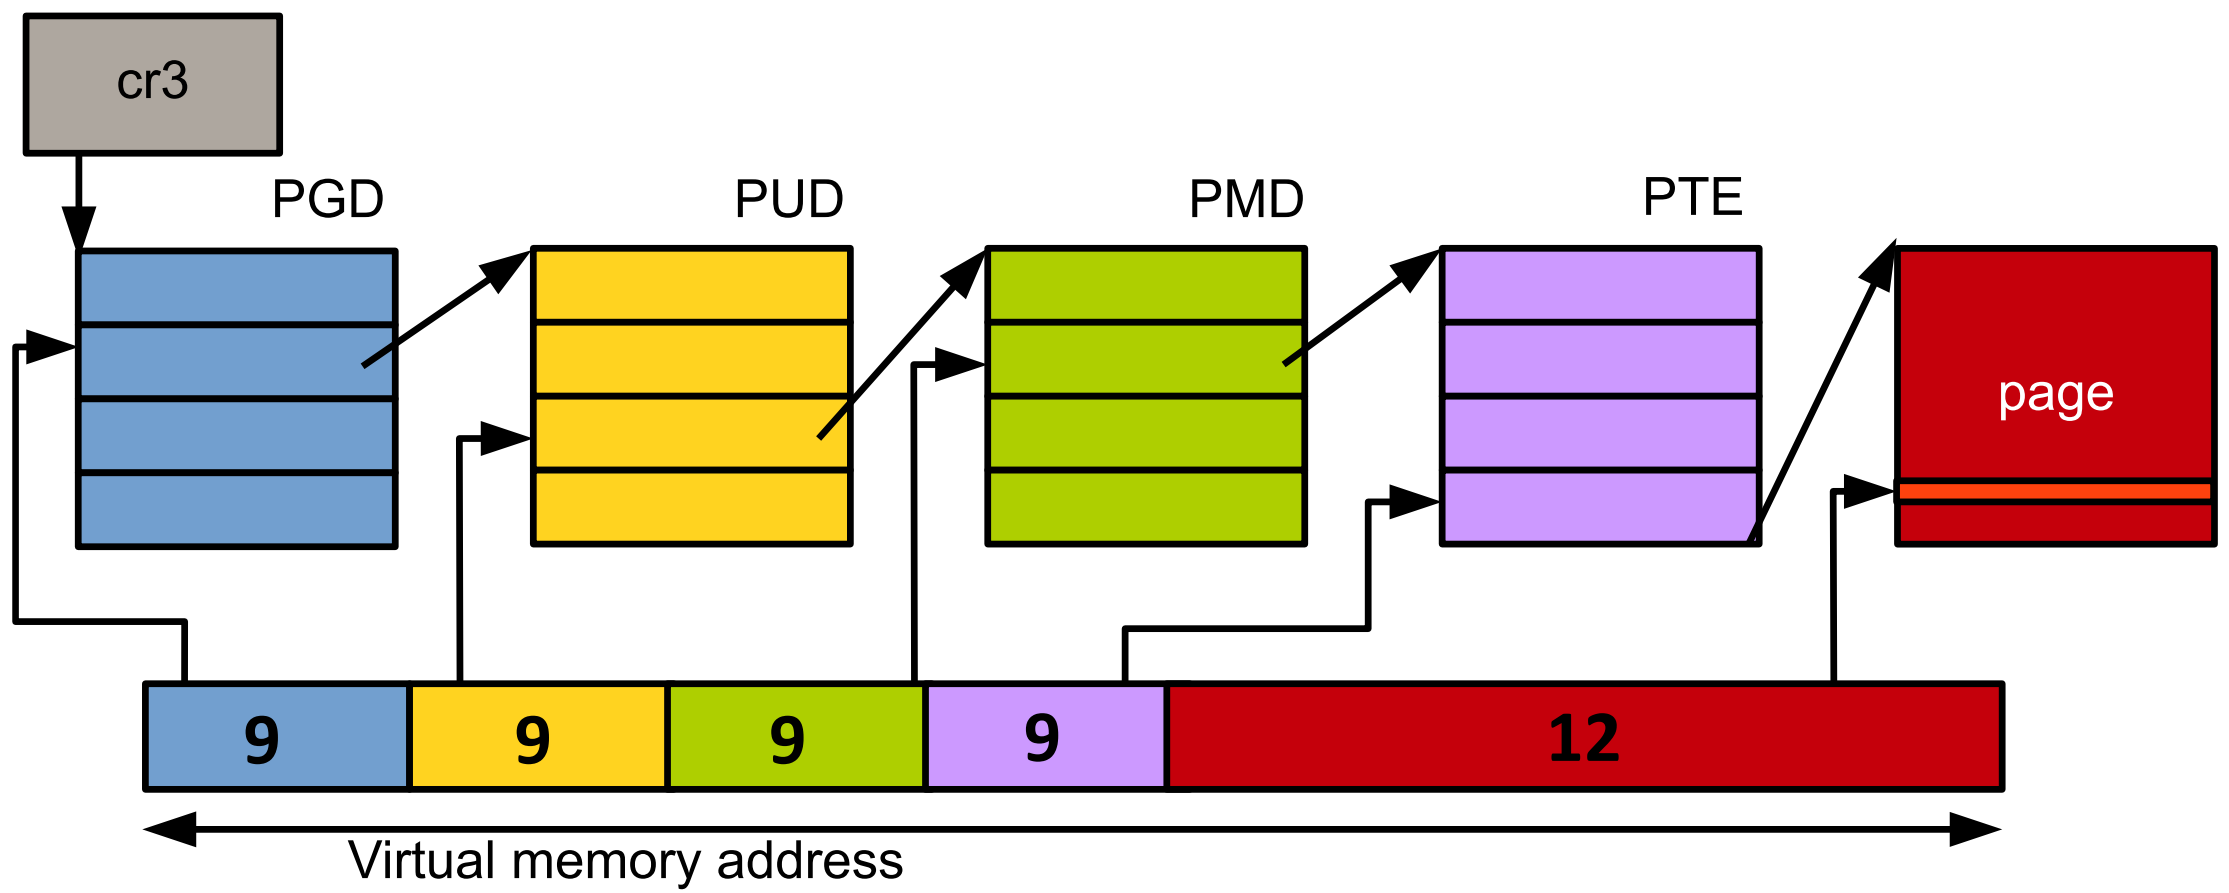 cr3
PGD
PUD
PMD
PTE
page
9
9
9
9
12
Virtual memory address